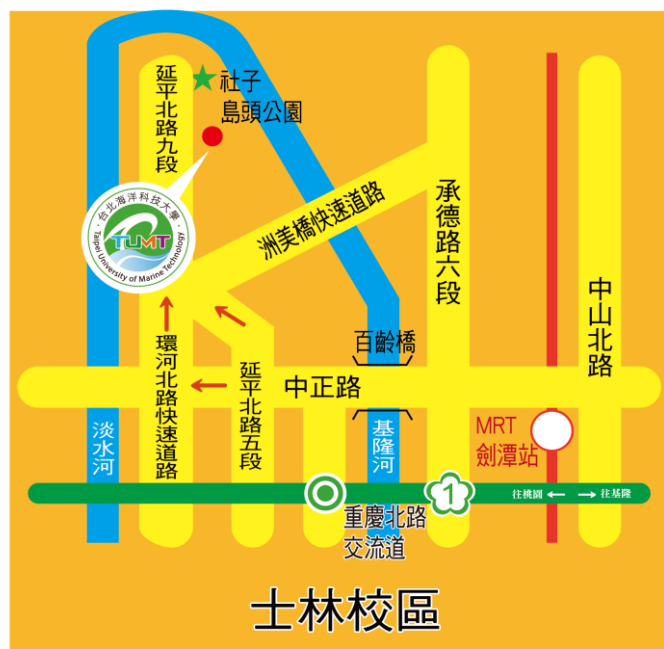 社子
島頭公園
延平北路九段
台北海洋科技大學
TUMT
Taipei University of Marine Technology
洲美橋快速道路
承德路六段
中山北路
百齡橋
環河北路快速道路
延平北路五段
中正路
淡水河
基隆河
MRT
劍潭站
1
往桃園 ← → 往基隆
重慶北路
交流道
士林校區